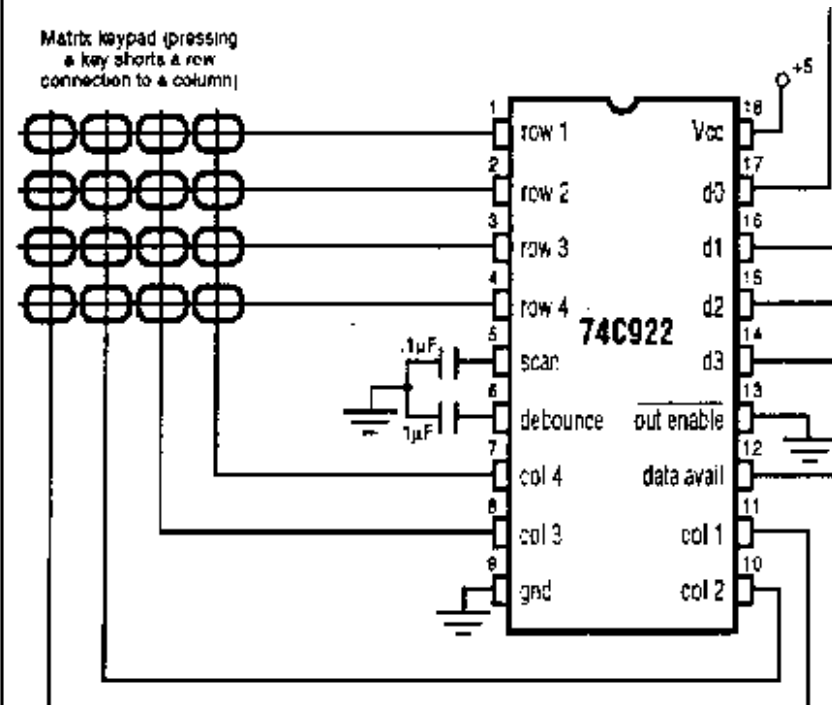 Matrix keypad (pressing
a key shorts a row
connection to a column)
+5
1
row 1
18
Vcc
2
row 2
17
d0
3
row 3
16
d1
4
row 4
15
d2
74C922
5
.1µF
scan
14
d3
6
1µF
debounce
13
out enable
7
col 4
12
data avail
8
col 3
11
col 1
9
gnd
10
col 2